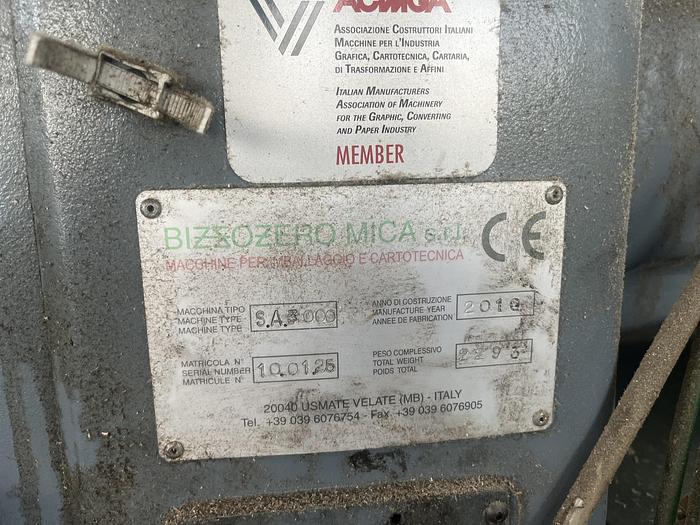 ACIMGA
ASSOCIAZIONE COSTRUTTORI ITALIANI
MACCHINE PER L'INDUSTRIA
GRAFICA, CARTOTECNICA, CARTARIA,
DI TRASFORMAZIONE E AFFINI
ITALIAN MANUFACTURERS
ASSOCIATION OF MACHINERY
FOR THE GRAPHIC, CONVERTING
AND PAPER INDUSTRY
MEMBER
BIZZOZERO MICA s.r.l.
MACCHINE PER IMBALLAGGIO E CARTOTECNICA
CE
MACCHINA TIPO
MACHINE TYPE
MACHINE TYPE
S.A.3000
ANNO DI COSTRUZIONE
MANUFACTURE YEAR
ANNEE DE FABRICATION
2010
MATRICOLA N°
SERIAL NUMBER
MATRICULE N°
10.01.25
PESO COMPLESSIVO
TOTAL WEIGHT
POIDS TOTAL
20040 USMATE VELATE (MB) - ITALY
Tel. +39 039 6076754 - Fax +39 039 6076905